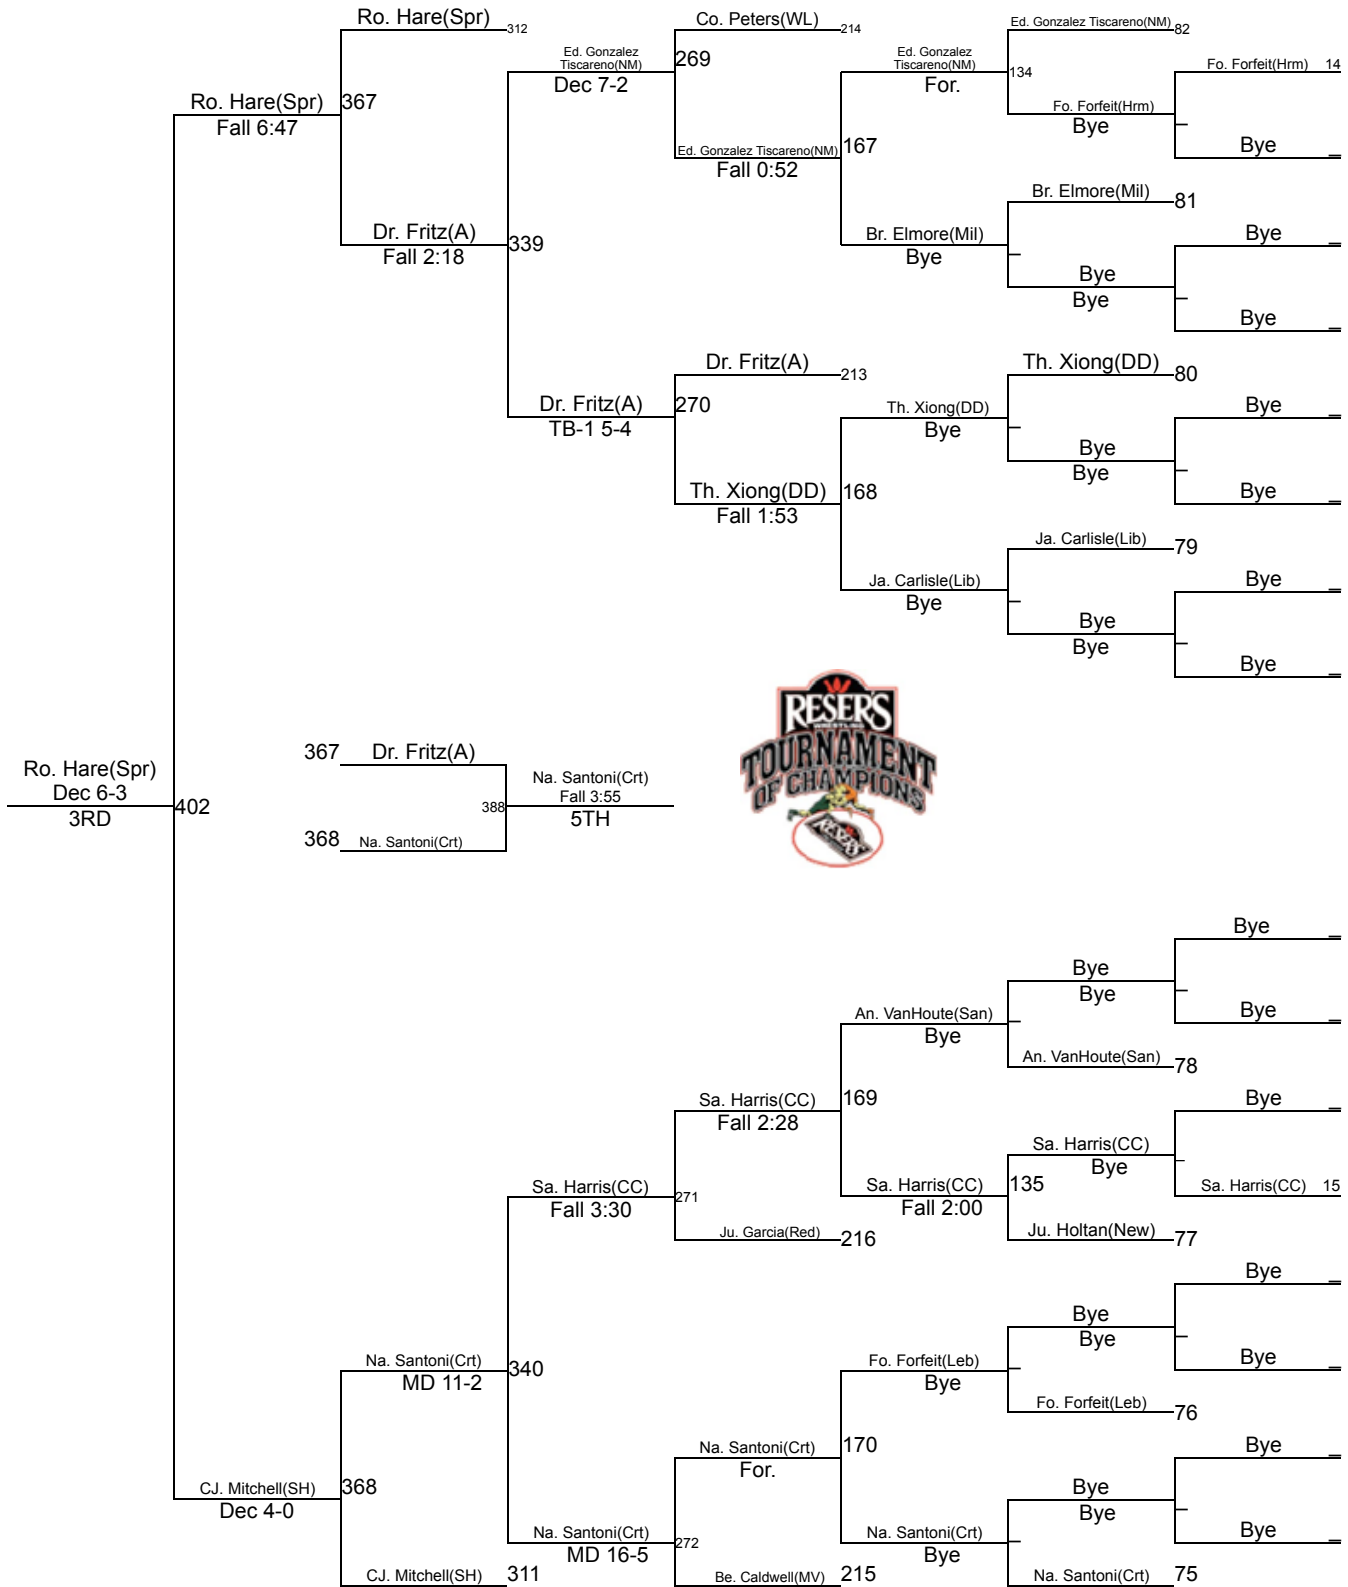 Ro. Hare(Spr)
312
Co. Peters(WL)
214
Ed. Gonzalez Tiscareno(NM)
82
Ed. Gonzalez
Tiscareno(NM)
269
Dec 7-2
Ed. Gonzalez
Tiscareno(NM)
134
For.
Fo. Forfeit(Hrm) 14
Ro. Hare(Spr)
367
Fall 6:47
Fo. Forfeit(Hrm)
Bye
_
Ed. Gonzalez Tiscareno(NM)
167
Fall 0:52
Bye _
Br. Elmore(Mil)
81
Dr. Fritz(A)
339
Fall 2:18
Br. Elmore(Mil)
Bye
_
Bye _
Bye
Bye
_
Bye _
Dr. Fritz(A)
213
Th. Xiong(DD)
80
Dr. Fritz(A)
270
TB-1 5-4
Th. Xiong(DD)
Bye
_
Bye _
Bye
Bye
_
Th. Xiong(DD)
168
Fall 1:53
Bye _
Ja. Carlisle(Lib)
79
Ja. Carlisle(Lib)
Bye
_
Bye _
Bye
Bye
_
Bye _
RESER'S
WRESTLING
TOURNAMENT
OF CHAMPIONS
RESER'S
367 Dr. Fritz(A)
Ro. Hare(Spr)
Dec 6-3
3RD
402
388
Na. Santoni(Crt)
Fall 3:55
5TH
368 Na. Santoni(Crt)
Bye _
Bye
Bye
_
An. VanHoute(San)
Bye
_
Bye _
An. VanHoute(San)
78
Sa. Harris(CC)
169
Fall 2:28
Bye _
Sa. Harris(CC)
Bye
_
Sa. Harris(CC)
271
Fall 3:30
Sa. Harris(CC)
135
Fall 2:00
Sa. Harris(CC) 15
Ju. Garcia(Red)
216
Ju. Holtan(New)
77
Bye _
Bye
Bye
_
Na. Santoni(Crt)
340
MD 11-2
Fo. Forfeit(Leb)
Bye
_
Bye _
Fo. Forfeit(Leb)
76
Na. Santoni(Crt)
170
For.
Bye _
CJ. Mitchell(SH)
368
Dec 4-0
Bye
Bye
_
Na. Santoni(Crt)
272
MD 16-5
Na. Santoni(Crt)
Bye
_
Bye _
CJ. Mitchell(SH)
311
Be. Caldwell(MV)
215
Na. Santoni(Crt)
75